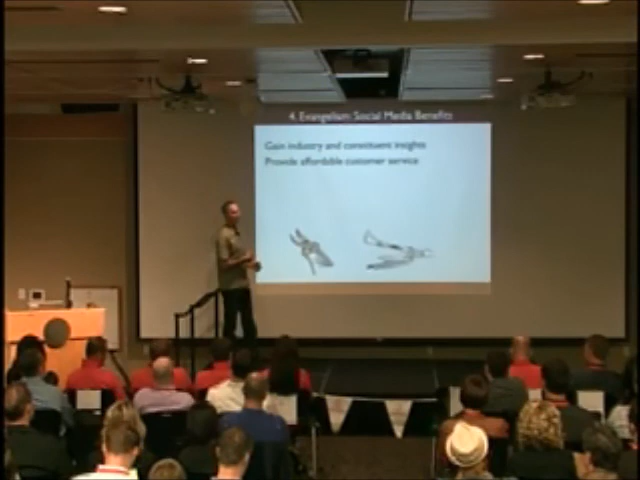 4. Evangelism: Social Media Benefits
Gain industry and constituent insights
Provide affordable customer service